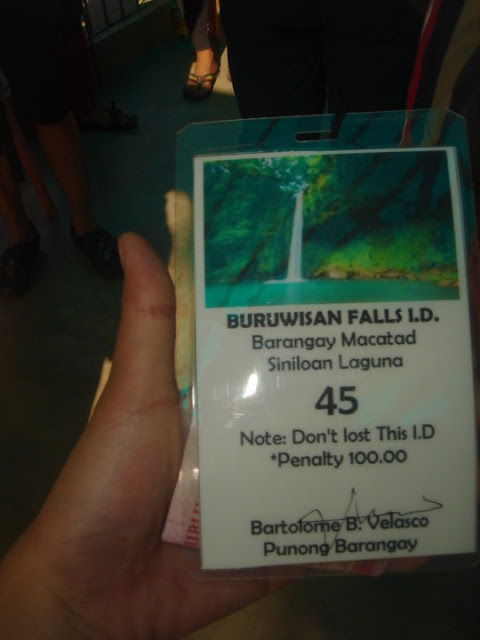 BURUWISAN FALLS I.D.
Barangay Macatad
Siniloan Laguna
45
Note: Don't lost This I.D
*Penalty 100.00
Bartolome B. Velasco
Punong Barangay